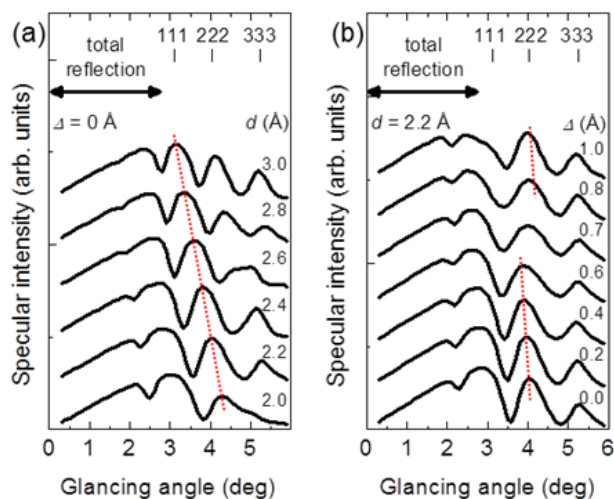 (a)
111 222 333
total
reflection
Δ = 0 Å
d (Å)
3.0
2.8
2.6
2.4
2.2
2.0
Specular intensity (arb. units)
0 1 2 3 4 5
Glancing angle (deg)
(b)
111 222 333
total
reflection
d = 2.2 Å
Δ (Å)
1.0
0.8
0.7
0.6
0.4
0.2
0.0
Specular intensity (arb. units)
0 1 2 3 4 5 6
Glancing angle (deg)